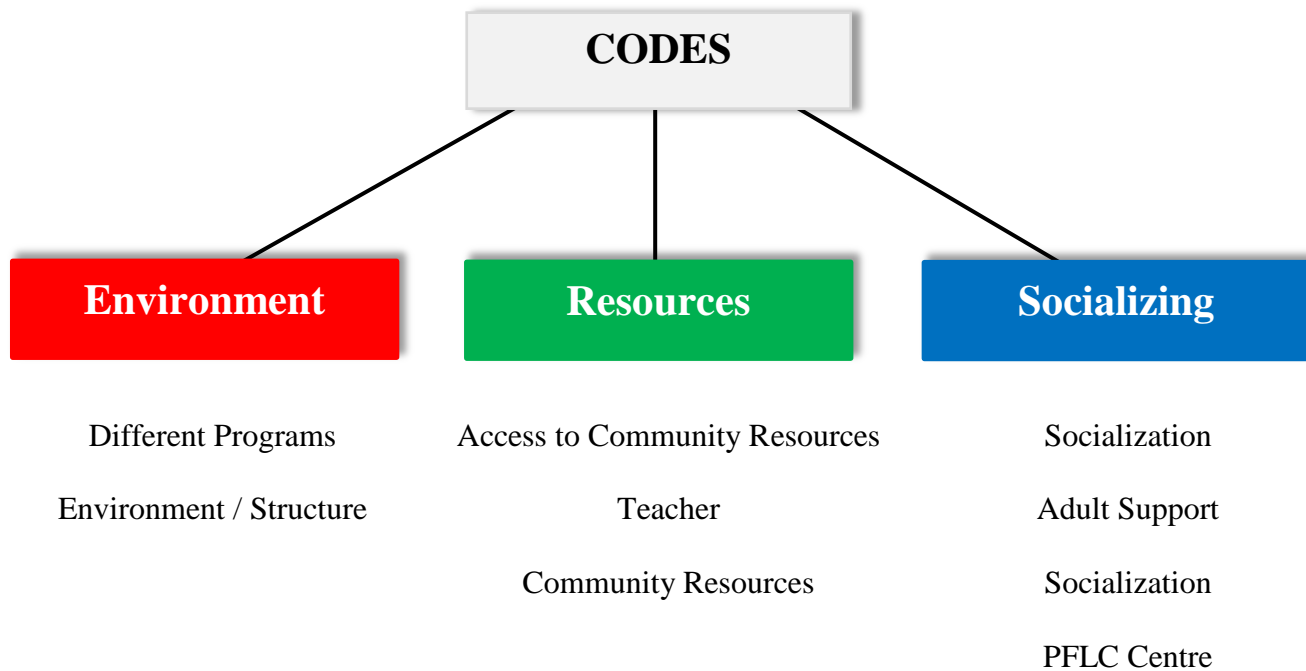 CODES
Environment
Resources
Socializing
Different Programs
Access to Community Resources
Socialization
Environment / Structure
Teacher
Adult Support
Community Resources
Socialization
PFLC Centre